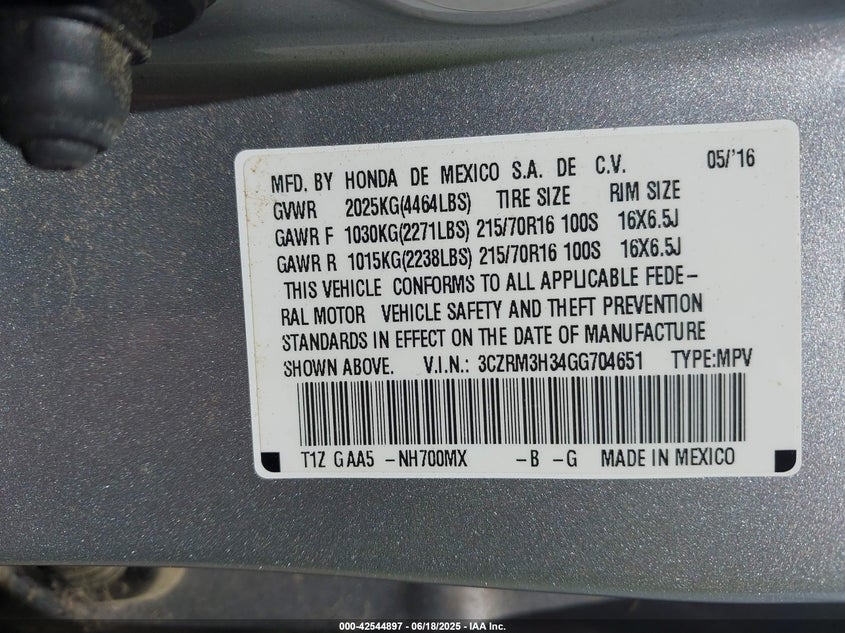 MFD. BY HONDA DE MEXICO S.A. DE C.V. 05/'16
GVWR 2025KG(4464LBS) TIRE SIZE RIM SIZE
GAWR F 1030KG(2271LBS) 215/70R16 100S 16X6.5J
GAWR R 1015KG(2238LBS) 215/70R16 100S 16X6.5J
THIS VEHICLE CONFORMS TO ALL APPLICABLE FEDE-
RAL MOTOR VEHICLE SAFETY AND THEFT PREVENTION
STANDARDS IN EFFECT ON THE DATE OF MANUFACTURE
SHOWN ABOVE. V.I.N.: 3CZRM3H34GG704651 TYPE:MPV
T1Z GAA5 -NH700MX -B -G MADE IN MEXICO
000-42544897 - 06/18/2025 - IAA Inc.